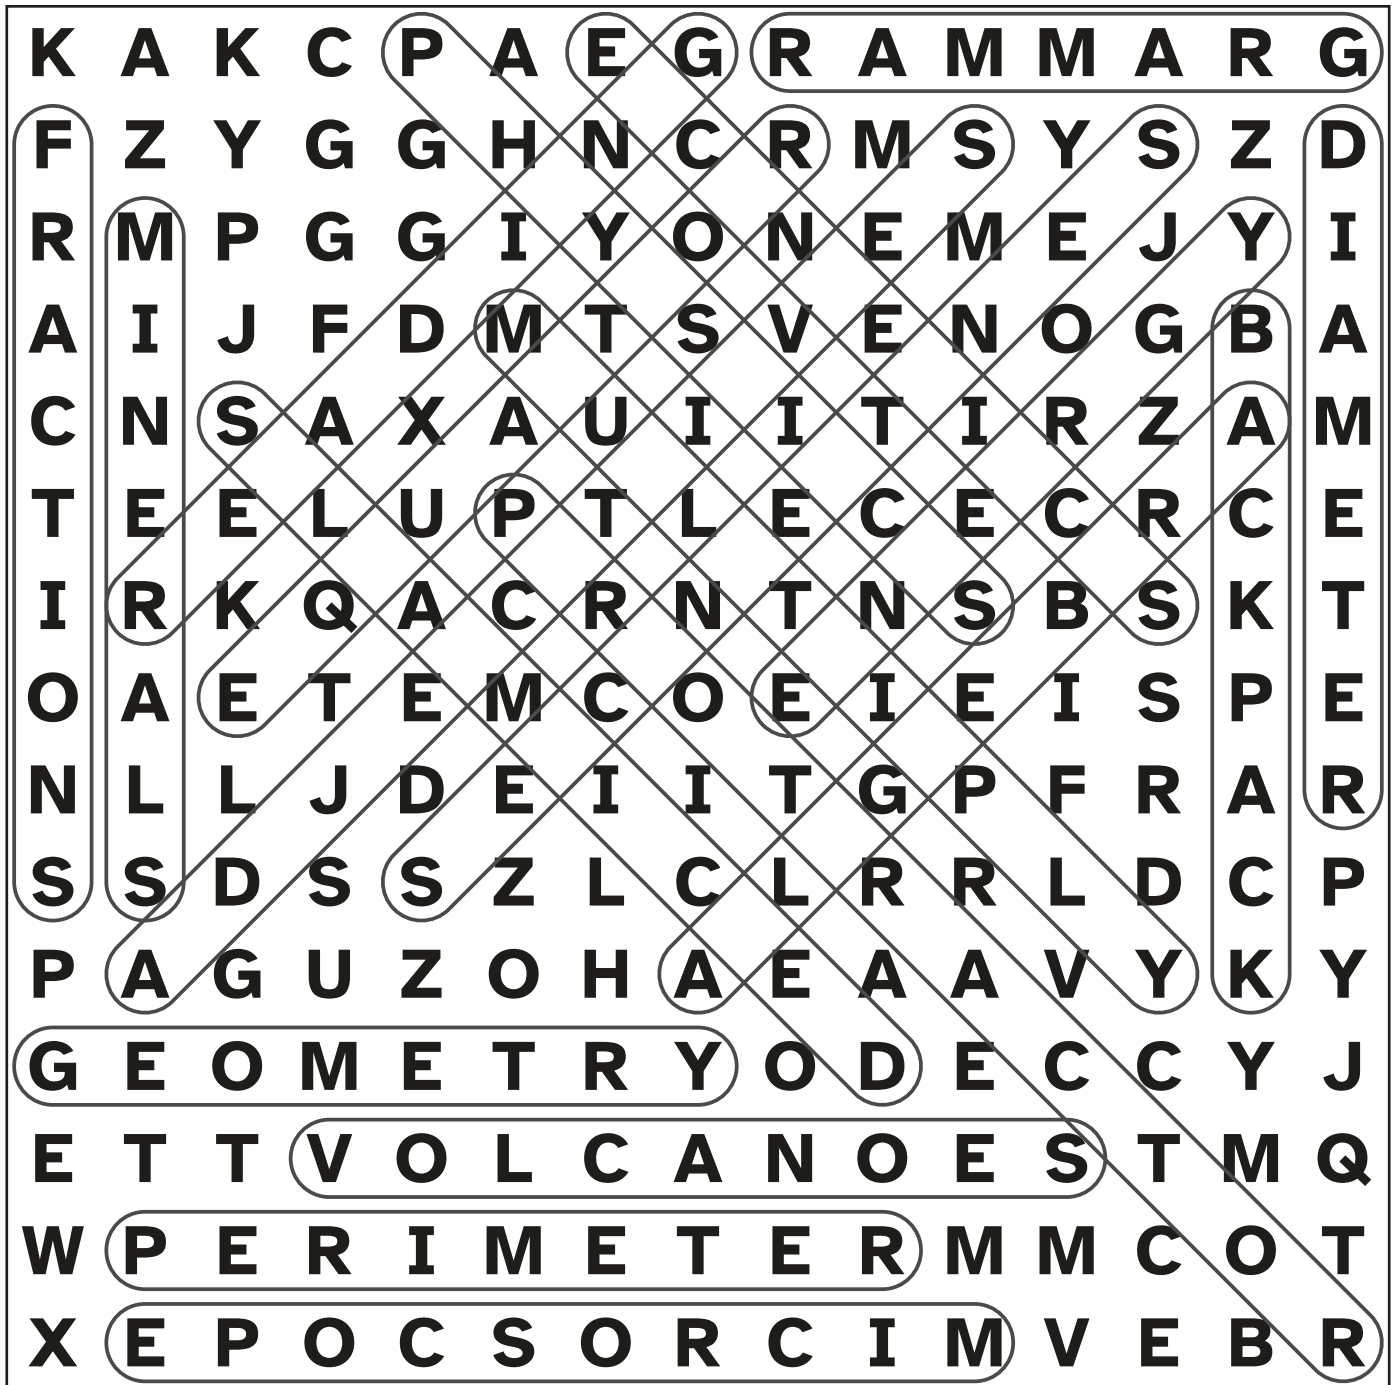 K A K C P A E G R A M M A R G
F Z Y G G H N C R M S Y S Z D
R M P G G I Y O N E M E J Y I
A I J F D M T S V E N O G B A
C N S A X A U I I T I R Z A M
T E E L U P T L E C E C R C E
I R K Q A C R N T N S B S K T
O A E T E M C O E I E I S P E
N L L J D E I I T G P F R A R
S S D S S Z L C L R R L D C P
P A G U Z O H A E A A V Y K Y
G E O M E T R Y O D E C C Y J
E T T V O L C A N O E S T M Q
W P E R I M E T E R M M C O T
X E P O C S O R C I M V E B R